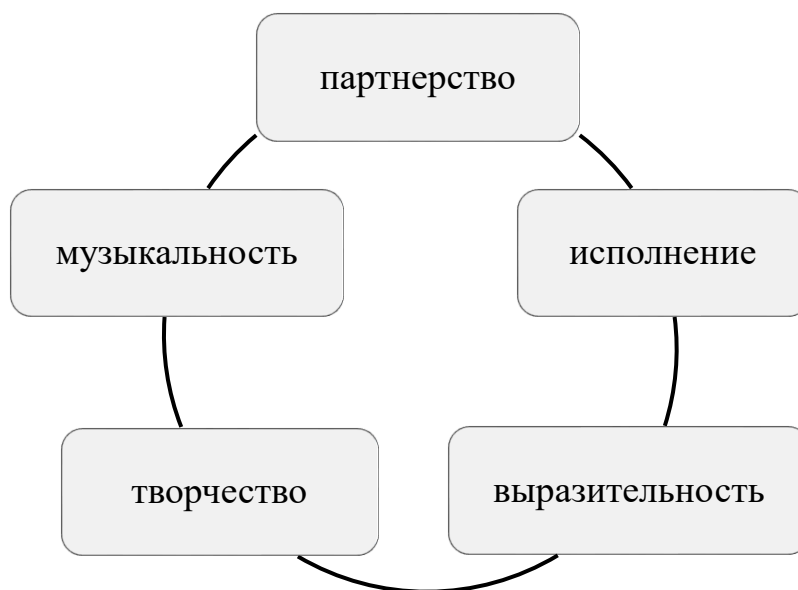 партнерство
музыкальность
исполнение
творчество
выразительность